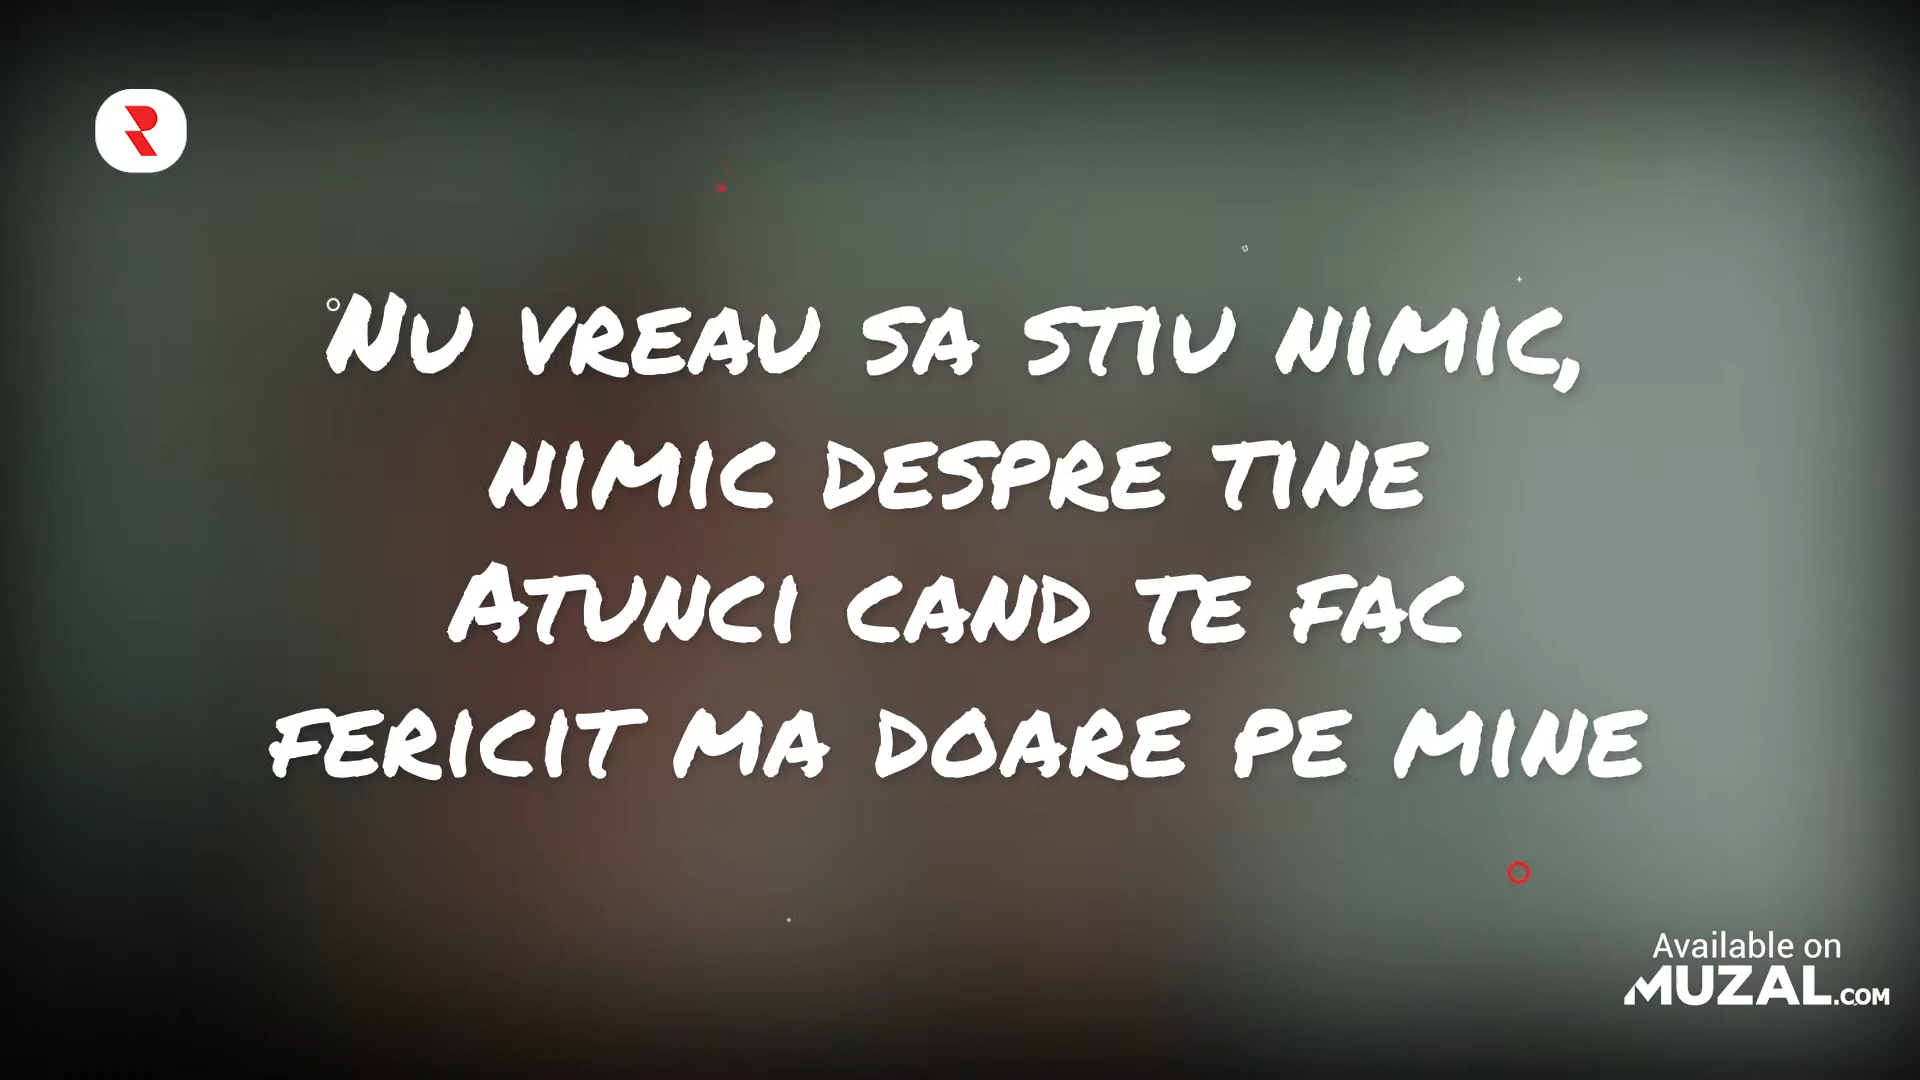 R
Nu vreau sa stiu nimic,
nimic despre tine
Atunci cand te fac
fericit ma doare pe mine
Available on
MUZAL.COM